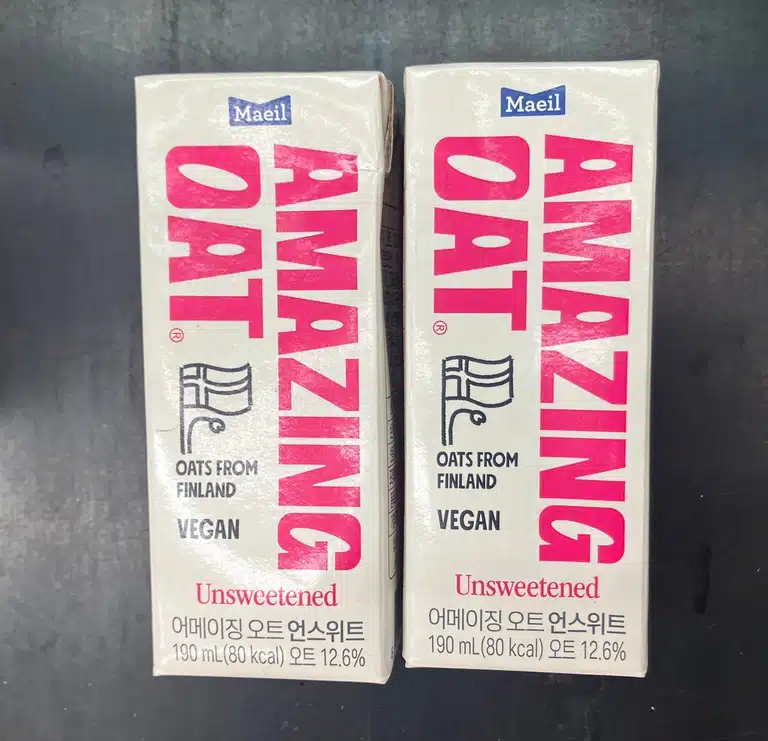 Maeil
AMAZING
OAT®
OATS FROM
FINLAND
VEGAN
Unsweetened
어메이징 오트 언스위트
190 mL(80 kcal) 오트 12.6%
Maeil
AMAZING
OAT®
OATS FROM
FINLAND
VEGAN
Unsweetened
어메이징 오트 언스위트
190 mL(80 kcal) 오트 12.6%